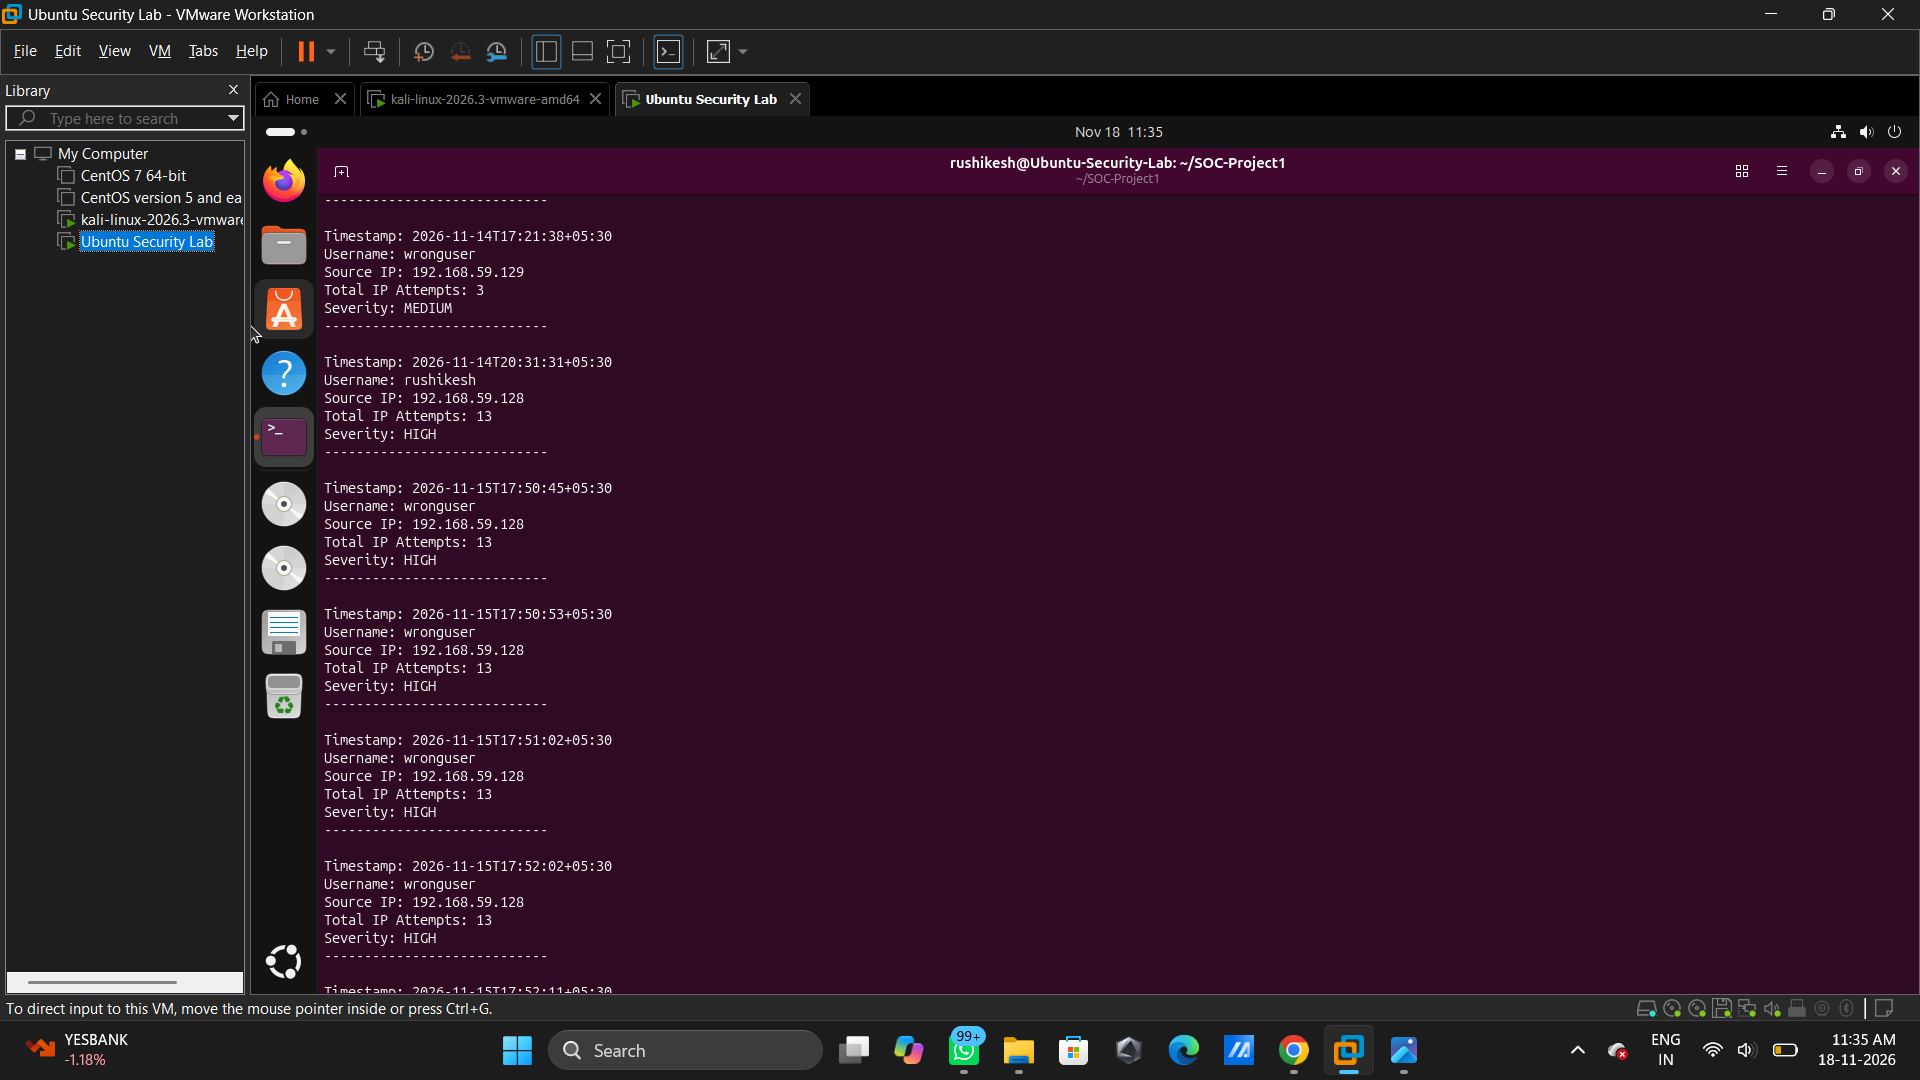 Ubuntu Security Lab - VMware Workstation
File Edit View VM Tabs Help
Library
Type here to search
My Computer
CentOS 7 64-bit
CentOS version 5 and ea
kali-linux-2026.3-vmware
Ubuntu Security Lab
Home
kali-linux-2026.3-vmware-amd64
Ubuntu Security Lab
Nov 18 11:35
rushikesh@Ubuntu-Security-Lab: ~/SOC-Project1
~/SOC-Project1
----------------------------
Timestamp: 2026-11-14T17:21:38+05:30
Username: wronguser
Source IP: 192.168.59.129
Total IP Attempts: 3
Severity: MEDIUM
----------------------------
Timestamp: 2026-11-14T20:31:31+05:30
Username: rushikesh
Source IP: 192.168.59.128
Total IP Attempts: 13
Severity: HIGH
----------------------------
Timestamp: 2026-11-15T17:50:45+05:30
Username: wronguser
Source IP: 192.168.59.128
Total IP Attempts: 13
Severity: HIGH
----------------------------
Timestamp: 2026-11-15T17:50:53+05:30
Username: wronguser
Source IP: 192.168.59.128
Total IP Attempts: 13
Severity: HIGH
----------------------------
Timestamp: 2026-11-15T17:51:02+05:30
Username: wronguser
Source IP: 192.168.59.128
Total IP Attempts: 13
Severity: HIGH
----------------------------
Timestamp: 2026-11-15T17:52:02+05:30
Username: wronguser
Source IP: 192.168.59.128
Total IP Attempts: 13
Severity: HIGH
----------------------------
Timestamp: 2026-11-15T17:52:11+05:30
To direct input to this VM, move the mouse pointer inside or press Ctrl+G.
YESBANK
-1.18%
Search
99+
ENG
IN
11:35 AM
18-11-2026